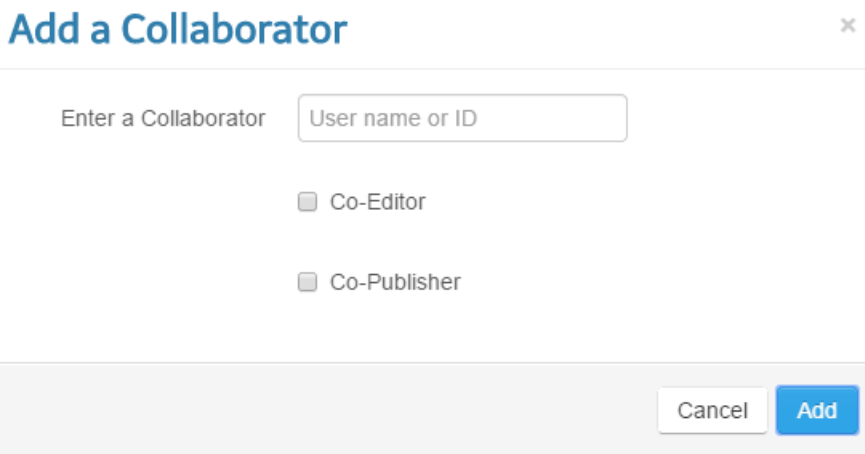 Add a Collaborator ×
Enter a Collaborator User name or ID
Co-Editor
Co-Publisher
Cancel Add